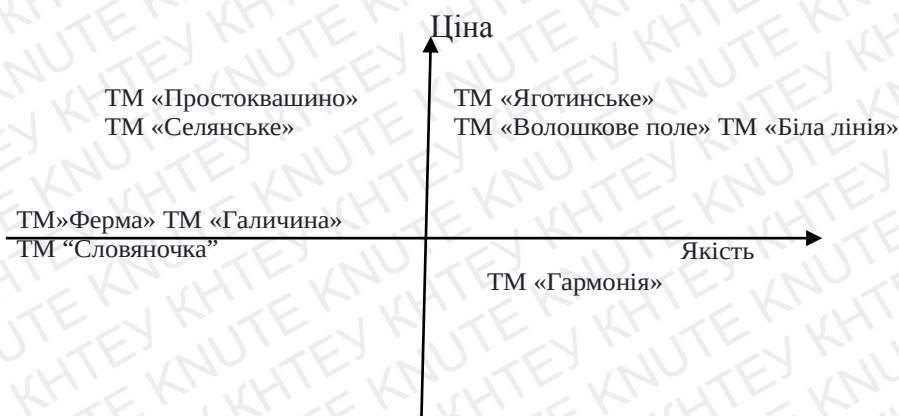 Ціна
ТМ «Простоквашино»
ТМ «Селянське»
ТМ «Яготинське»
ТМ «Волошкове поле» ТМ «Біла лінія»
ТМ»Ферма» ТМ «Галичина»
ТМ “Словяночка”
Якість
ТМ «Гармонія»